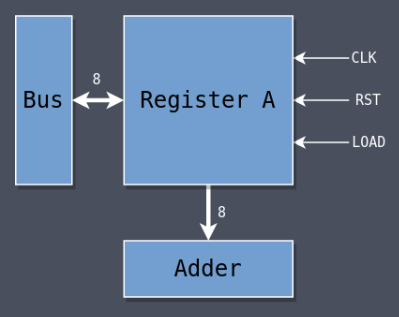 8
Bus
Register A
CLK
RST
LOAD
8
Adder